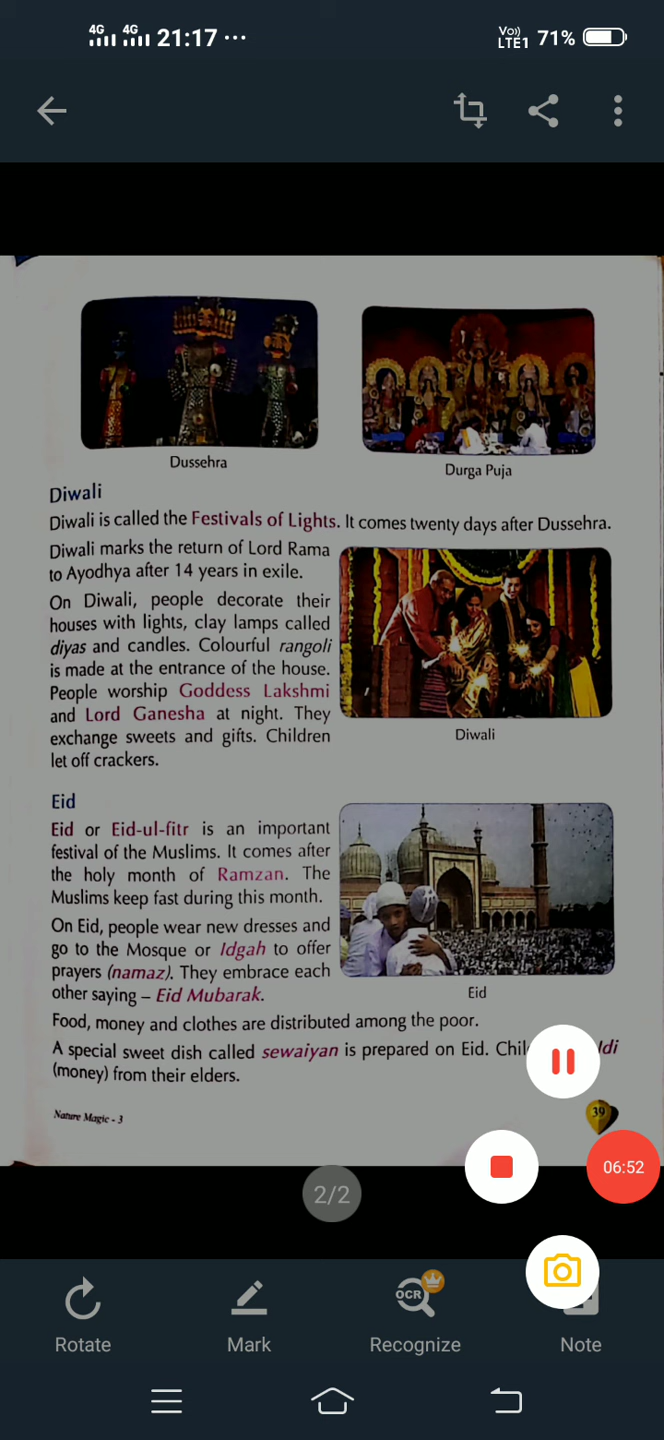 4G 4G 21:17 ... Vo)) LTE1 71%
Dussehra
Durga Puja
Diwali
Diwali is called the Festivals of Lights. It comes twenty days after Dussehra.
Diwali marks the return of Lord Rama
to Ayodhya after 14 years in exile.
On Diwali, people decorate their
houses with lights, clay lamps called
diyas and candles. Colourful rangoli
is made at the entrance of the house.
People worship Goddess Lakshmi
and Lord Ganesha at night. They
exchange sweets and gifts. Children
let off crackers.
Diwali
Eid
Eid or Eid-ul-fitr is an important
festival of the Muslims. It comes after
the holy month of Ramzan. The
Muslims keep fast during this month.
On Eid, people wear new dresses and
go to the Mosque or Idgah to offer
prayers (namaz). They embrace each
other saying – Eid Mubarak.
Eid
Food, money and clothes are distributed among the poor.
A special sweet dish called sewaiyan is prepared on Eid.
(money) from their elders.
Nature Magic - 3
39
06:52
2/2
OCR
Rotate Mark Recognize Note